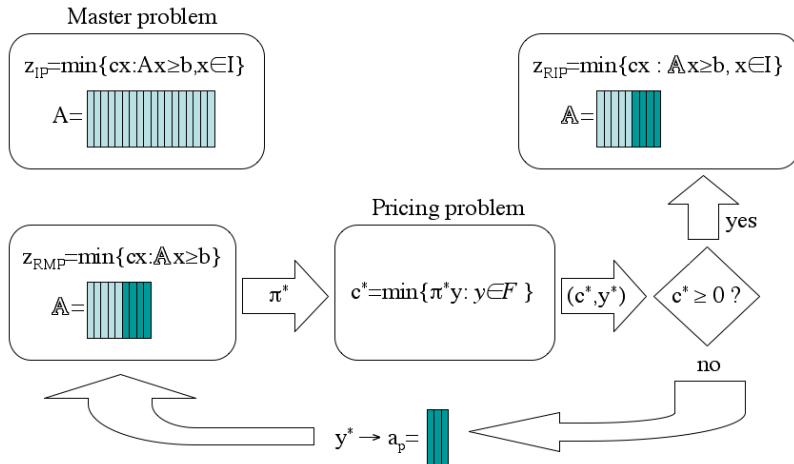 Master problem
z_IP=min{cx:Ax≥b,x∈I}
A=
z_RIP=min{cx : 𝔸x≥b, x∈I}
𝔸=
yes
Pricing problem
z_RMP=min{cx:𝔸x≥b}
𝔸=
π*
c*=min{π*y: y∈F }
(c*,y*)
c* ≥ 0 ?
no
y* → a_p=